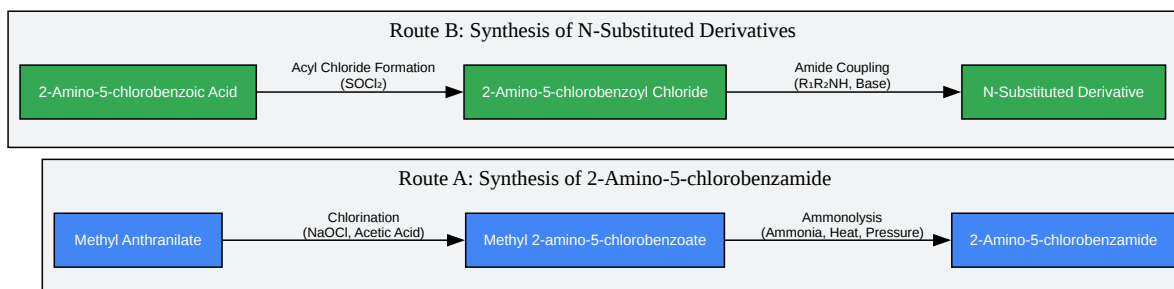 Route B: Synthesis of N-Substituted Derivatives
2-Amino-5-chlorobenzoic Acid
Acyl Chloride Formation
(SOCl₂)
2-Amino-5-chlorobenzoyl Chloride
Amide Coupling
(R₁R₂NH, Base)
N-Substituted Derivative
Route A: Synthesis of 2-Amino-5-chlorobenzamide
Methyl Anthranilate
Chlorination
(NaOCl, Acetic Acid)
Methyl 2-amino-5-chlorobenzoate
Ammonolysis
(Ammonia, Heat, Pressure)
2-Amino-5-chlorobenzamide